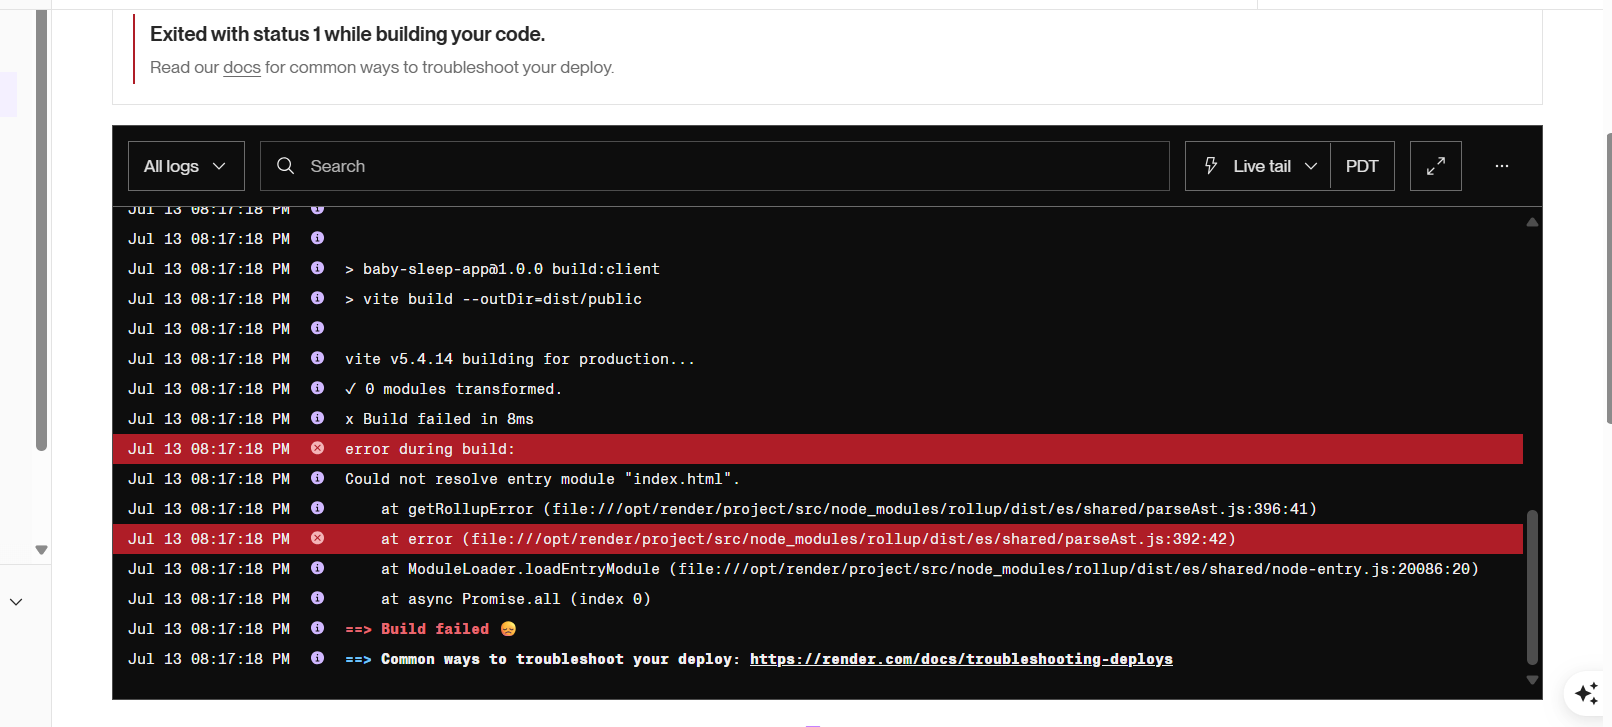 Exited with status 1 while building your code.
Read our docs for common ways to troubleshoot your deploy.
All logs
Search
Live tail
PDT
Jul 13 08:17:18 PM
Jul 13 08:17:18 PM
Jul 13 08:17:18 PM > baby-sleep-app@1.0.0 build:client
Jul 13 08:17:18 PM > vite build --outDir=dist/public
Jul 13 08:17:18 PM
Jul 13 08:17:18 PM vite v5.4.14 building for production...
Jul 13 08:17:18 PM ✓ 0 modules transformed.
Jul 13 08:17:18 PM x Build failed in 8ms
Jul 13 08:17:18 PM error during build:
Jul 13 08:17:18 PM Could not resolve entry module "index.html".
Jul 13 08:17:18 PM at getRollupError (file:///opt/render/project/src/node_modules/rollup/dist/es/shared/parseAst.js:396:41)
Jul 13 08:17:18 PM at error (file:///opt/render/project/src/node_modules/rollup/dist/es/shared/parseAst.js:392:42)
Jul 13 08:17:18 PM at ModuleLoader.loadEntryModule (file:///opt/render/project/src/node_modules/rollup/dist/es/shared/node-entry.js:20086:20)
Jul 13 08:17:18 PM at async Promise.all (index 0)
Jul 13 08:17:18 PM ==> Build failed 😞
Jul 13 08:17:18 PM ==> Common ways to troubleshoot your deploy: https://render.com/docs/troubleshooting-deploys